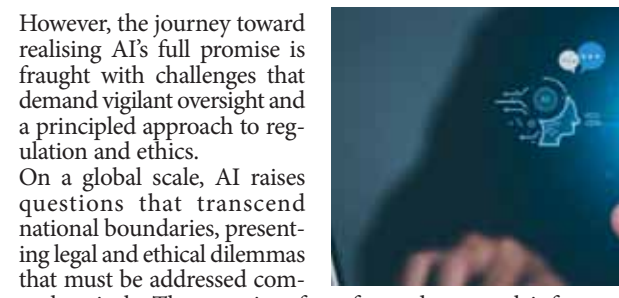 However, the journey toward
realising AI’s full promise is
fraught with challenges that
demand vigilant oversight and
a principled approach to reg-
ulation and ethics.
On a global scale, AI raises
questions that transcend
national boundaries, present-
ing legal and ethical dilemmas
that must be addressed com-
AI